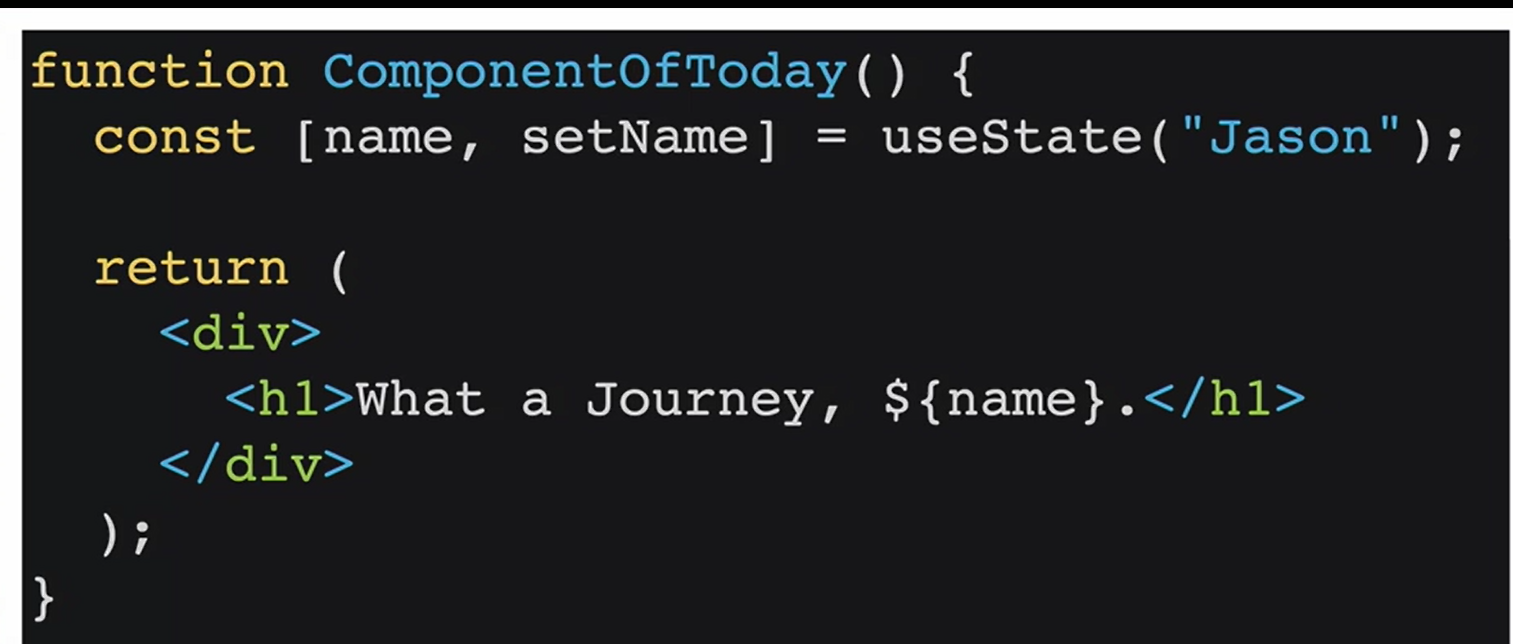 function ComponentOfToday() {
  const [name, setName] = useState("Jason");
  return (
    <div>
      <h1>What a Journey, ${name}.</h1>
    </div>
  );
}